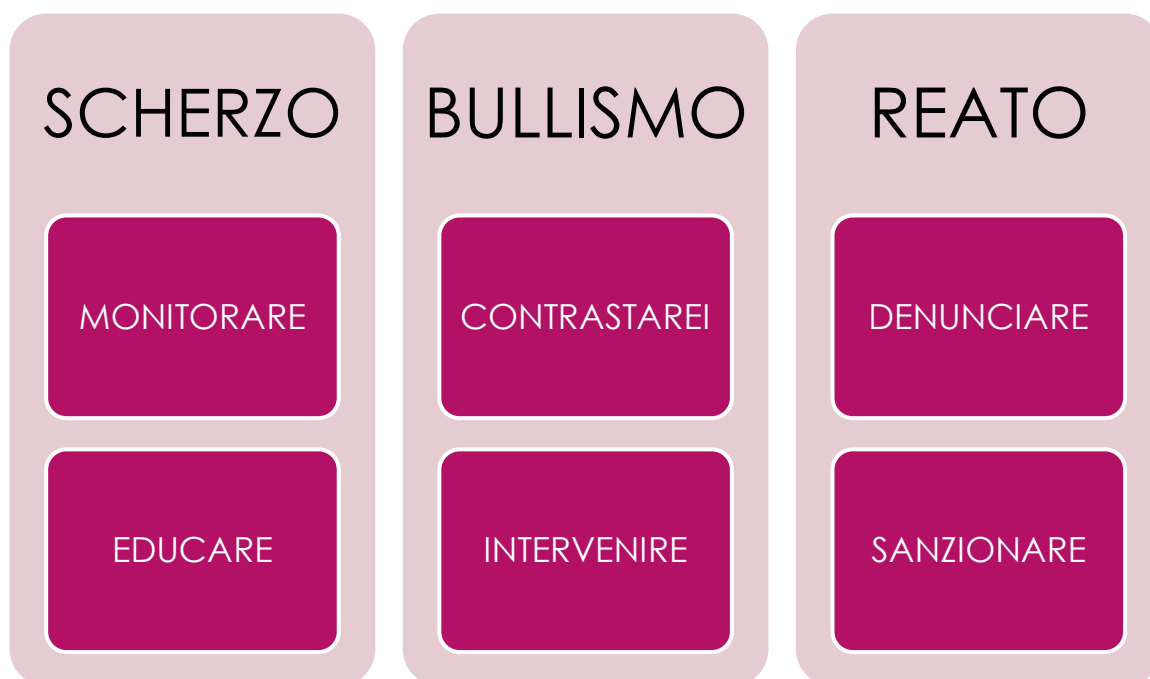 SCHERZO
MONITORARE
EDUCARE
BULLISMO
CONTRASTAREI
INTERVENIRE
REATO
DENUNCIARE
SANZIONARE